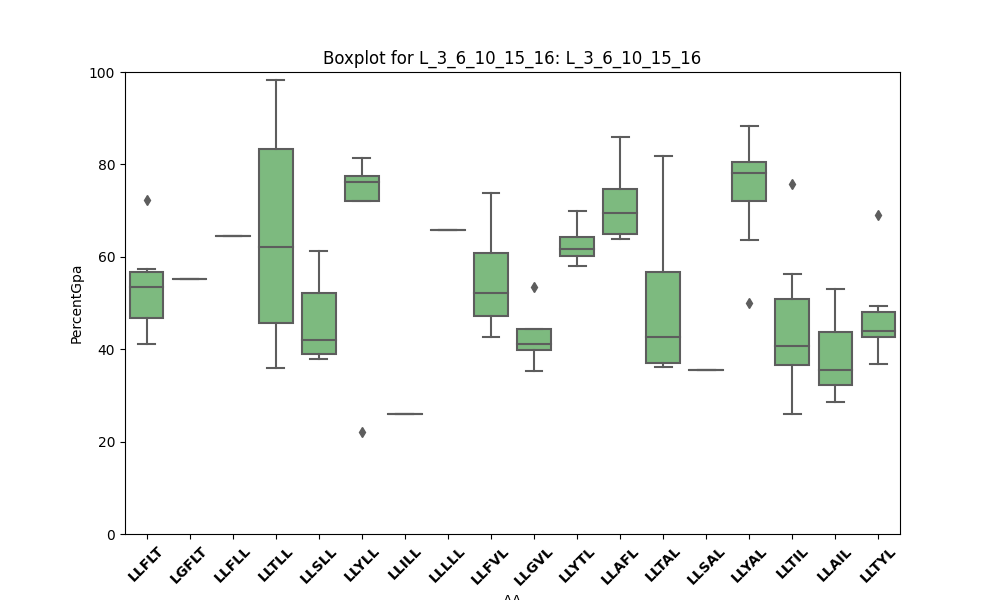 Boxplot for L_3_6_10_15_16: L_3_6_10_15_16
100
80
60
40
20
0
PercentGpa
LLFLT LGFLT LLFLL LLTLL LLSLL LLYLL LLILL LLLLL LLFVL LLGVL LLYTL LLAFL LLTAL LLSAL LLYAL LLTIL LLAIL LLTYL
AA